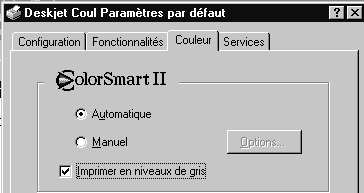 Deskjet Coul Paramètres par défaut
Configuration Fonctionnalités Couleur Services
ColorSmart II
Automatique
Manuel Options...
Imprimer en niveaux de gris